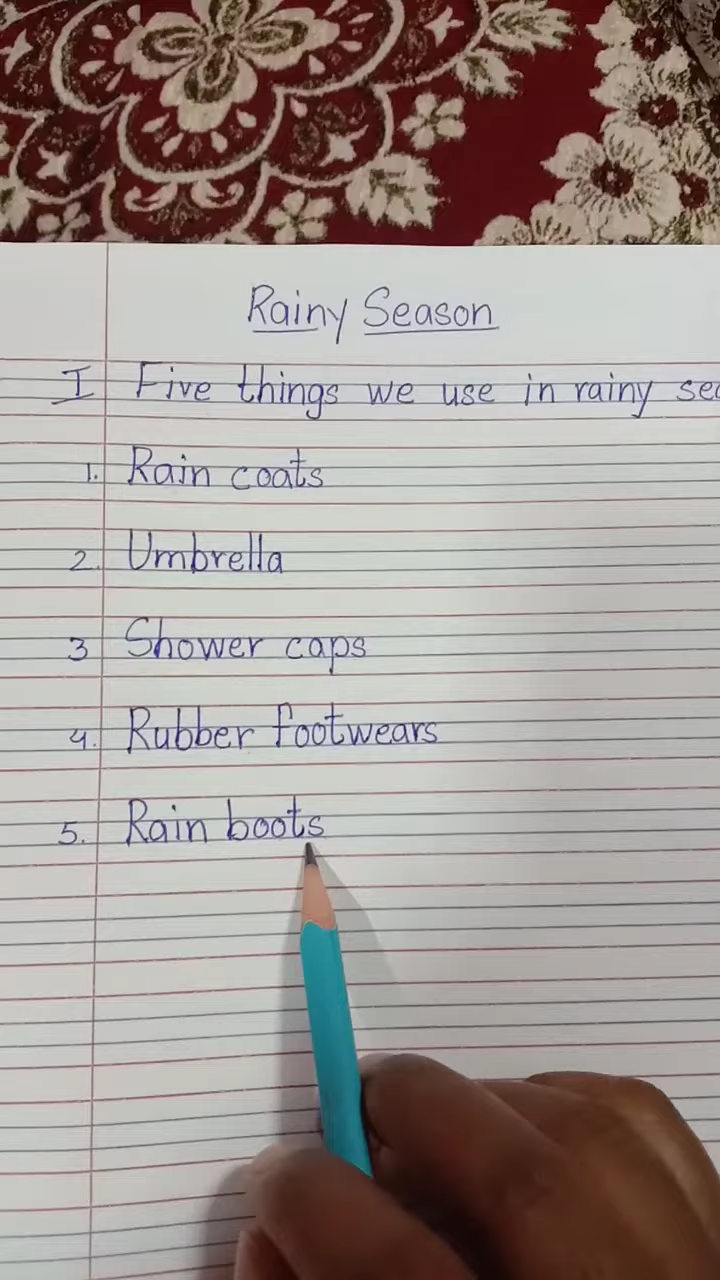 Rainy Season
I Five things we use in rainy
1. Rain coats
2. Umbrella
3 Shower caps
4. Rubber footwears
5. Rain boots